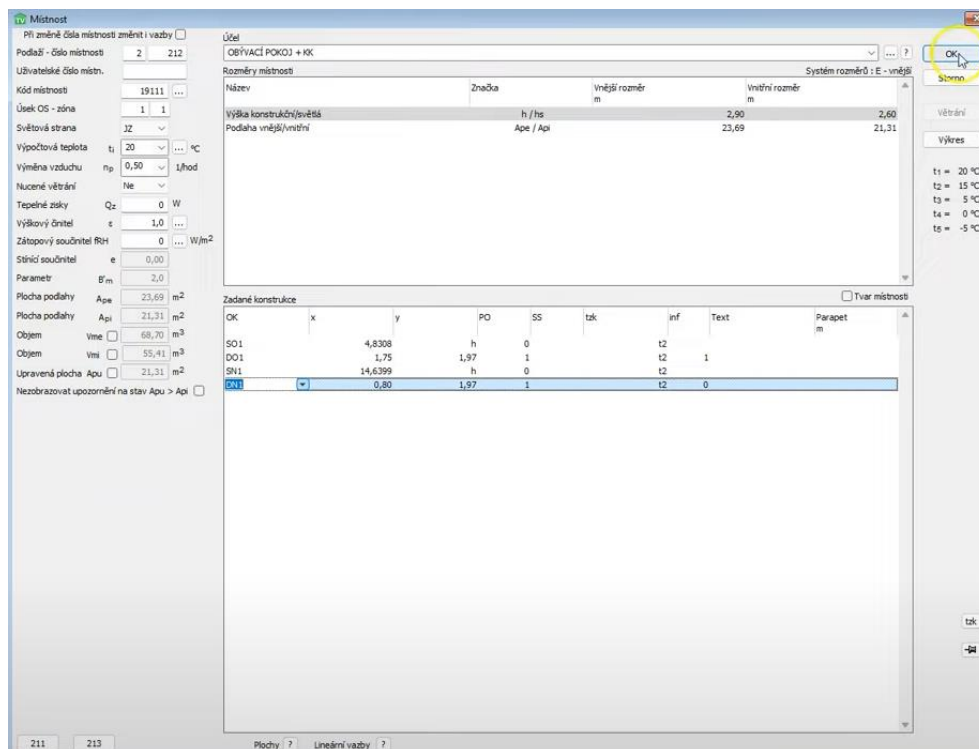 TV Místnost
Při změně čísla místnosti změnit i vazby
Podlaží - číslo místnosti 2 212
Uživatelské číslo místn.
Kód místnosti 19111 ...
Úsek OS - zóna 1 1
Světová strana JZ
Výpočtová teplota ti 20 ... ºC
Výměna vzduchu np 0,50 1/hod
Nucené větrání Ne
Tepelné zisky Qz 0 W
Výškový činitel ε 1,0 ...
Zátopový součinitel fRH 0 ... W/m2
Stínící součinitel e 0,00
Parametr B'm 2,0
Plocha podlahy Ape 23,69 m2
Plocha podlahy Api 21,31 m2
Objem Vme 68,70 m3
Objem Vmi 55,41 m3
Upravená plocha Apu 21,31 m2
Nezobrazovat upozornění na stav Apu > Api
211 213
Účel
OBÝVACÍ POKOJ + KK ... ?
Rozměry místnosti Systém rozměrů : E - vnější
Název Značka Vnější rozměr Vnitřní rozměr
m m
Výška konstrukční/světlá h / hs 2,90 2,60
Podlaha vnější/vnitřní Ape / Api 23,69 21,31
Zadané konstrukce Tvar místnosti
OK x y PO SS tzk inf Text Parapet
m
SO1 4,8308 h 0 t2
DO1 1,75 1,97 1 t2 1
SN1 14,6399 h 0 t2
DN1 0,80 1,97 1 t2 0
Plochy ? Lineární vazby ?
OK
Storno
Větrání
Výkres
t1 = 20 ºC
t2 = 15 ºC
t3 = 5 ºC
t4 = 0 ºC
t5 = -5 ºC
tzk